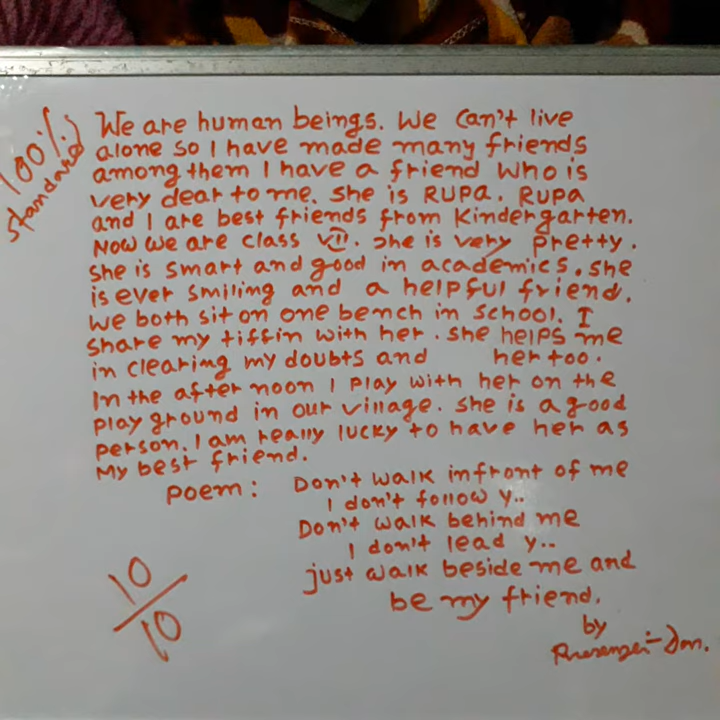 100% standard
We are human beings. We can't live
alone so I have made many friends
among them I have a friend who is
very dear to me. She is RUPA. RUPA
and I are best friends from Kindergarten.
Now we are class VII. She is very pretty.
She is smart and good in academics. She
is ever smiling and a helpful friend.
We both sit on one bench in school. I
share my tiffin with her. She helps me
in clearing my doubts and her too.
In the after noon I play with her on the
play ground in our village. She is a good
person. I am really lucky to have her as
My best friend.
Poem: Don't walk infront of me
I don't follow y..
Don't walk behind me
I don't lead y..
just walk beside me and
be my friend.
10/10
by